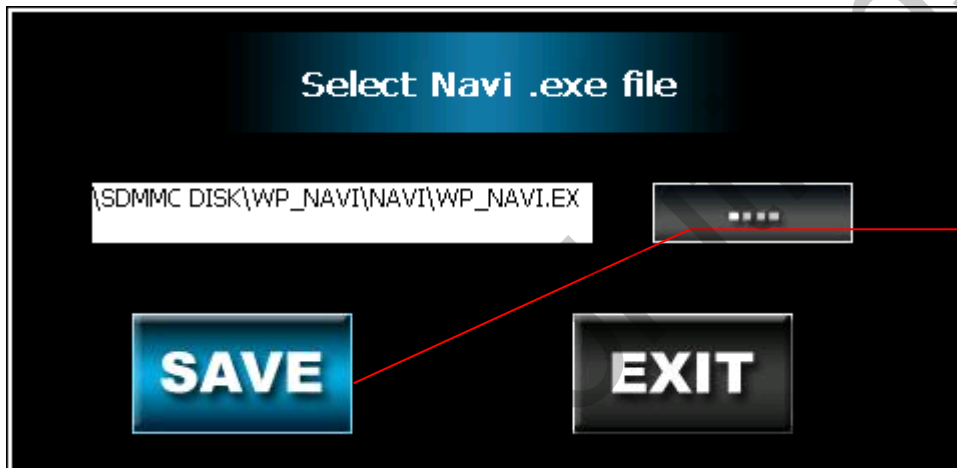 Select Navi .exe file
\SDMMC DISK\WP_NAVI\NAVI\WP_NAVI.EX
....
SAVE
EXIT